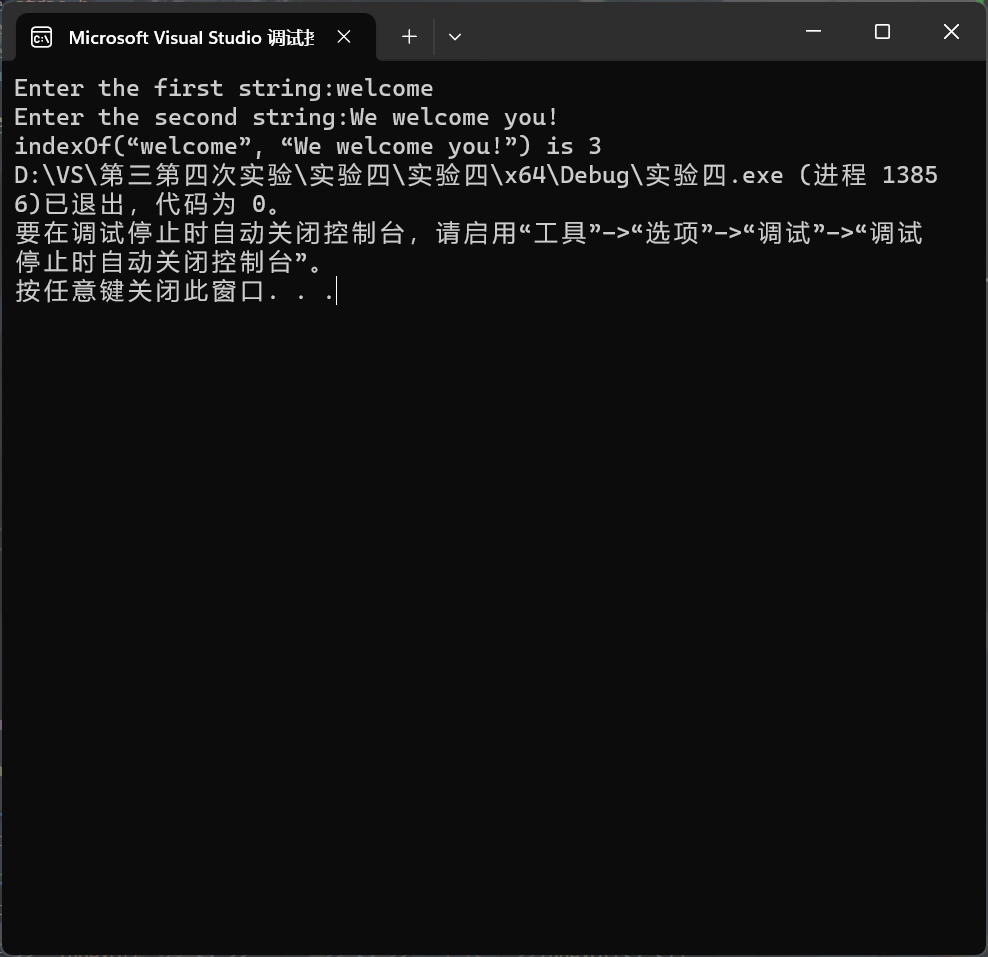 Microsoft Visual Studio 调试
Enter the first string:welcome
Enter the second string:We welcome you!
indexOf(“welcome”, “We welcome you!”) is 3
D:\VS\第三第四次实验\实验四\实验四\x64\Debug\实验四.exe (进程 1385
6)已退出，代码为 0。
要在调试停止时自动关闭控制台，请启用“工具”->“选项”->“调试”->“调试
停止时自动关闭控制台”。
按任意键关闭此窗口. . .